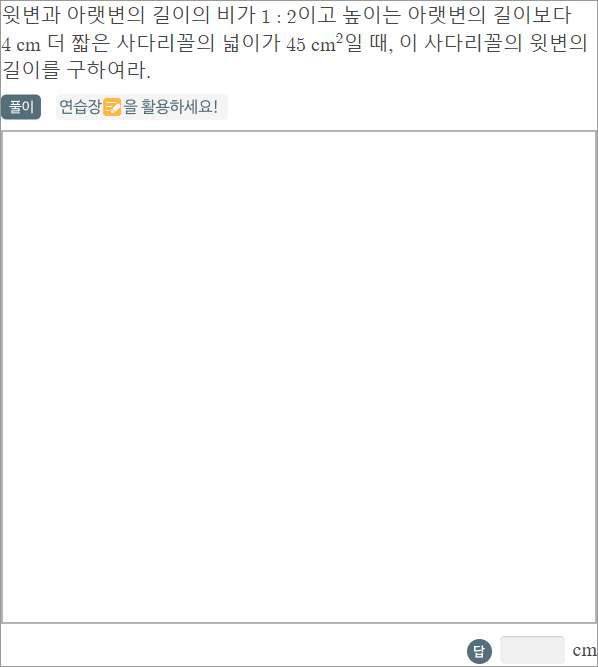 윗변과 아랫변의 길이의 비가 1 : 2이고 높이는 아랫변의 길이보다
4 cm 더 짧은 사다리꼴의 넓이가 45 cm²일 때, 이 사다리꼴의 윗변의
길이를 구하여라.
풀이 연습장을 활용하세요!
답 cm